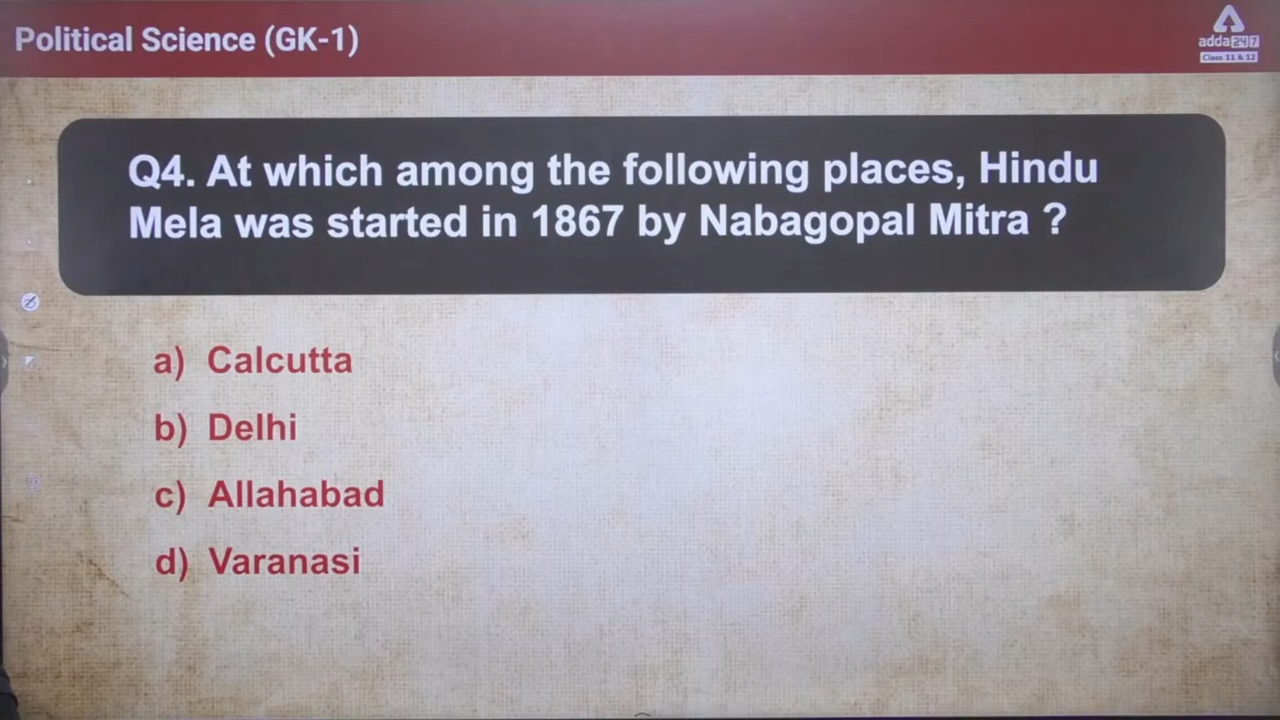 Political Science (GK-1)
adda247
Class 11 & 12
Q4. At which among the following places, Hindu
Mela was started in 1867 by Nabagopal Mitra ?
a) Calcutta
b) Delhi
c) Allahabad
d) Varanasi